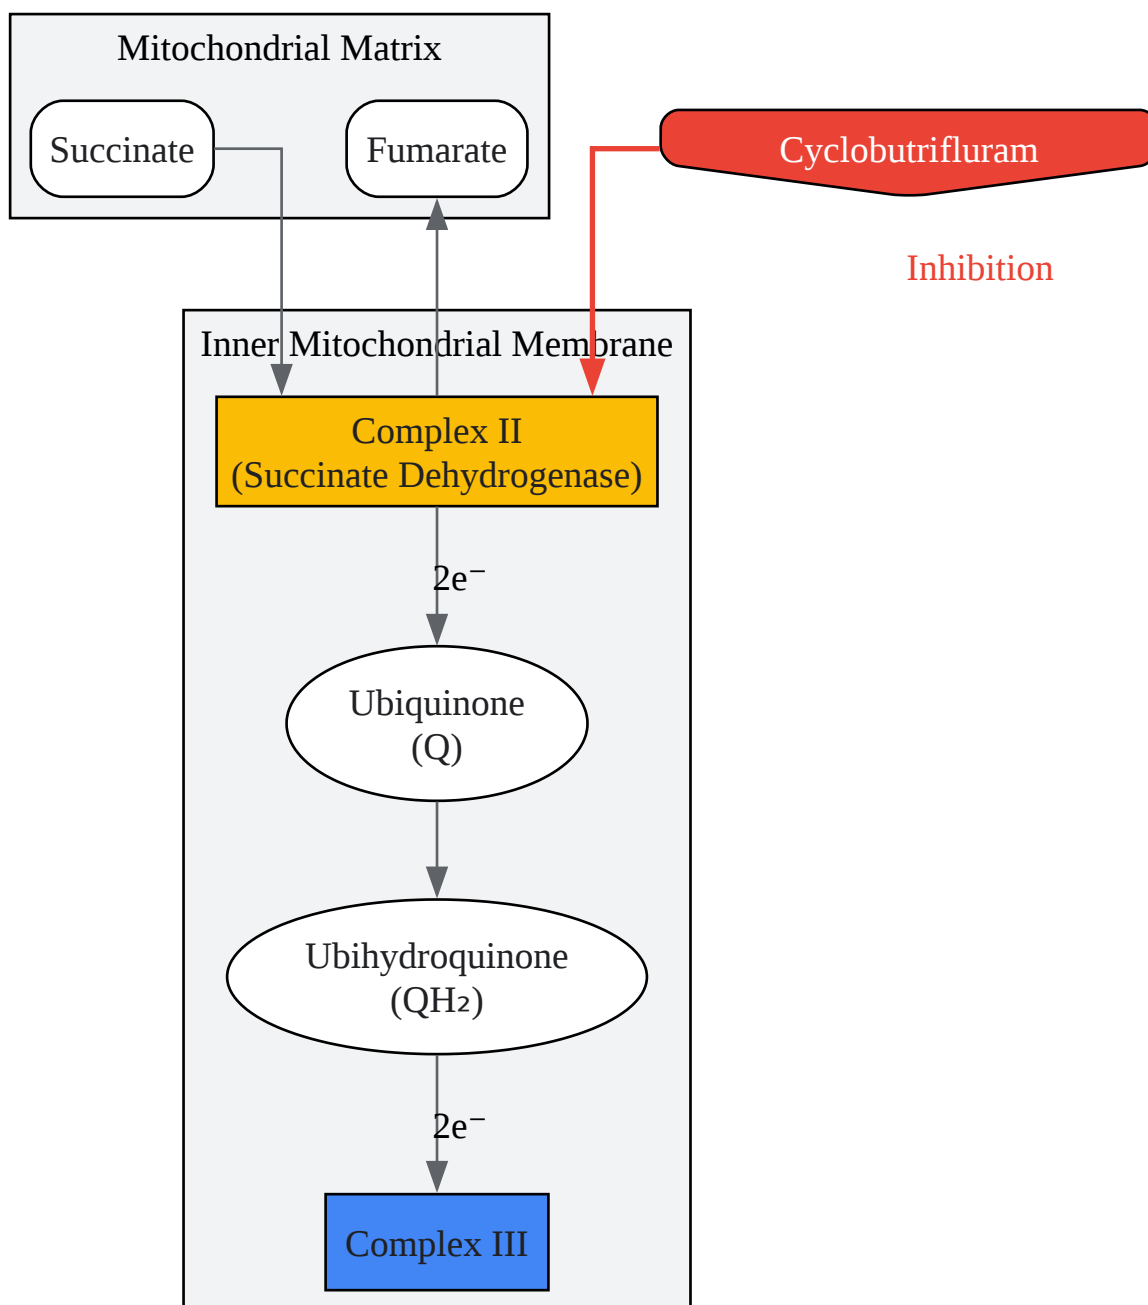 Mitochondrial Matrix
Succinate
Fumarate
Cyclobutrifluram
Inhibition
Inner Mitochondrial Membrane
Complex II
(Succinate Dehydrogenase)
2e⁻
Ubiquinone
(Q)
Ubihydroquinone
(QH₂)
2e⁻
Complex III